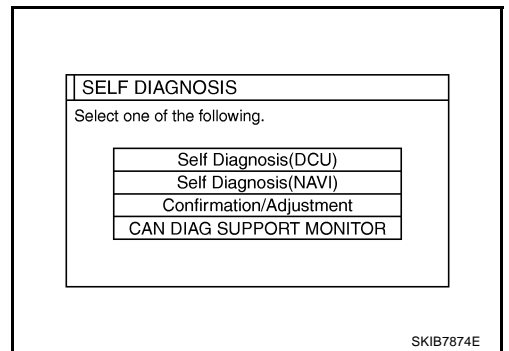 SELF DIAGNOSIS
Select one of the following.
Self Diagnosis(DCU)
Self Diagnosis(NAVI)
Confirmation/Adjustment
CAN DIAG SUPPORT MONITOR
SKIB7874E